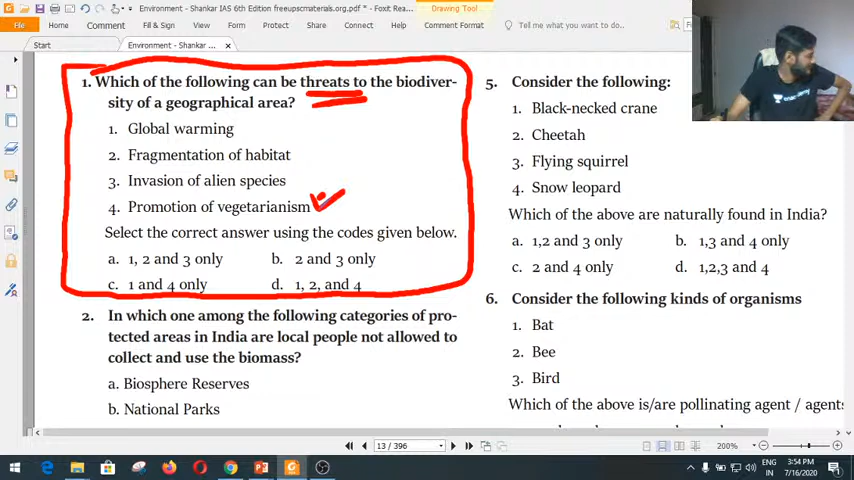 Environment - Shankar IAS 6th Edition freeupscmaterials.org.pdf * - Foxit Rea...
Drawing Tool
File
Home
Comment
Fill & Sign
View
Form
Protect
Share
Help
Tutorial
Comment Format
Tell me what you want to do...
Find
Start
Environment - Shankar IAS 6th E...
1. Which of the following can be threats to the biodiver-
sity of a geographical area?
1. Global warming
2. Fragmentation of habitat
3. Invasion of alien species
4. Promotion of vegetarianism
Select the correct answer using the codes given below.
a. 1, 2 and 3 only
b. 2 and 3 only
c. 1 and 4 only
d. 1, 2, and 4
2. In which one among the following categories of pro-
tected areas in India are local people not allowed to
collect and use the biomass?
a. Biosphere Reserves
b. National Parks
5. Consider the following:
1. Black-necked crane
2. Cheetah
3. Flying squirrel
4. Snow leopard
Which of the above are naturally found in India?
a. 1,2 and 3 only
b. 1,3 and 4 only
c. 2 and 4 only
d. 1,2,3 and 4
6. Consider the following kinds of organisms
1. Bat
2. Bee
3. Bird
Which of the above is/are pollinating agent / agents
13 / 396
200%
ENG
IN
3:54 PM
7/16/2020